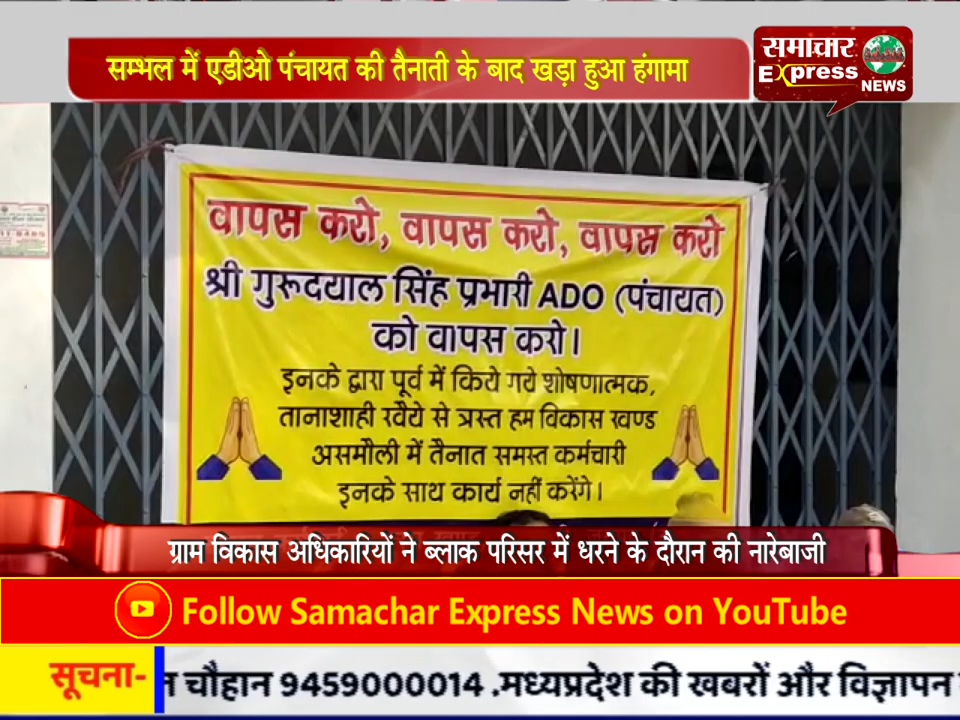 सम्भल में एडीओ पंचायत की तैनाती के बाद खड़ा हुआ हंगामा
समाचार
Express
NEWS
वापस करो, वापस करो, वापस करो
श्री गुरूदयाल सिंह प्रभारी ADO (पंचायत)
को वापस करो।
इनके द्वारा पूर्व में किये गये शोषणात्मक,
तानाशाही रवैये से त्रस्त हम विकास खण्ड
असमौली में तैनात समस्त कर्मचारी
इनके साथ कार्य नहीं करेंगे।
ग्राम विकास अधिकारियों ने ब्लाक परिसर में धरने के दौरान की नारेबाजी
Follow Samachar Express News on YouTube
सूचना- चौहान 9459000014 .मध्यप्रदेश की खबरों और विज्ञापन